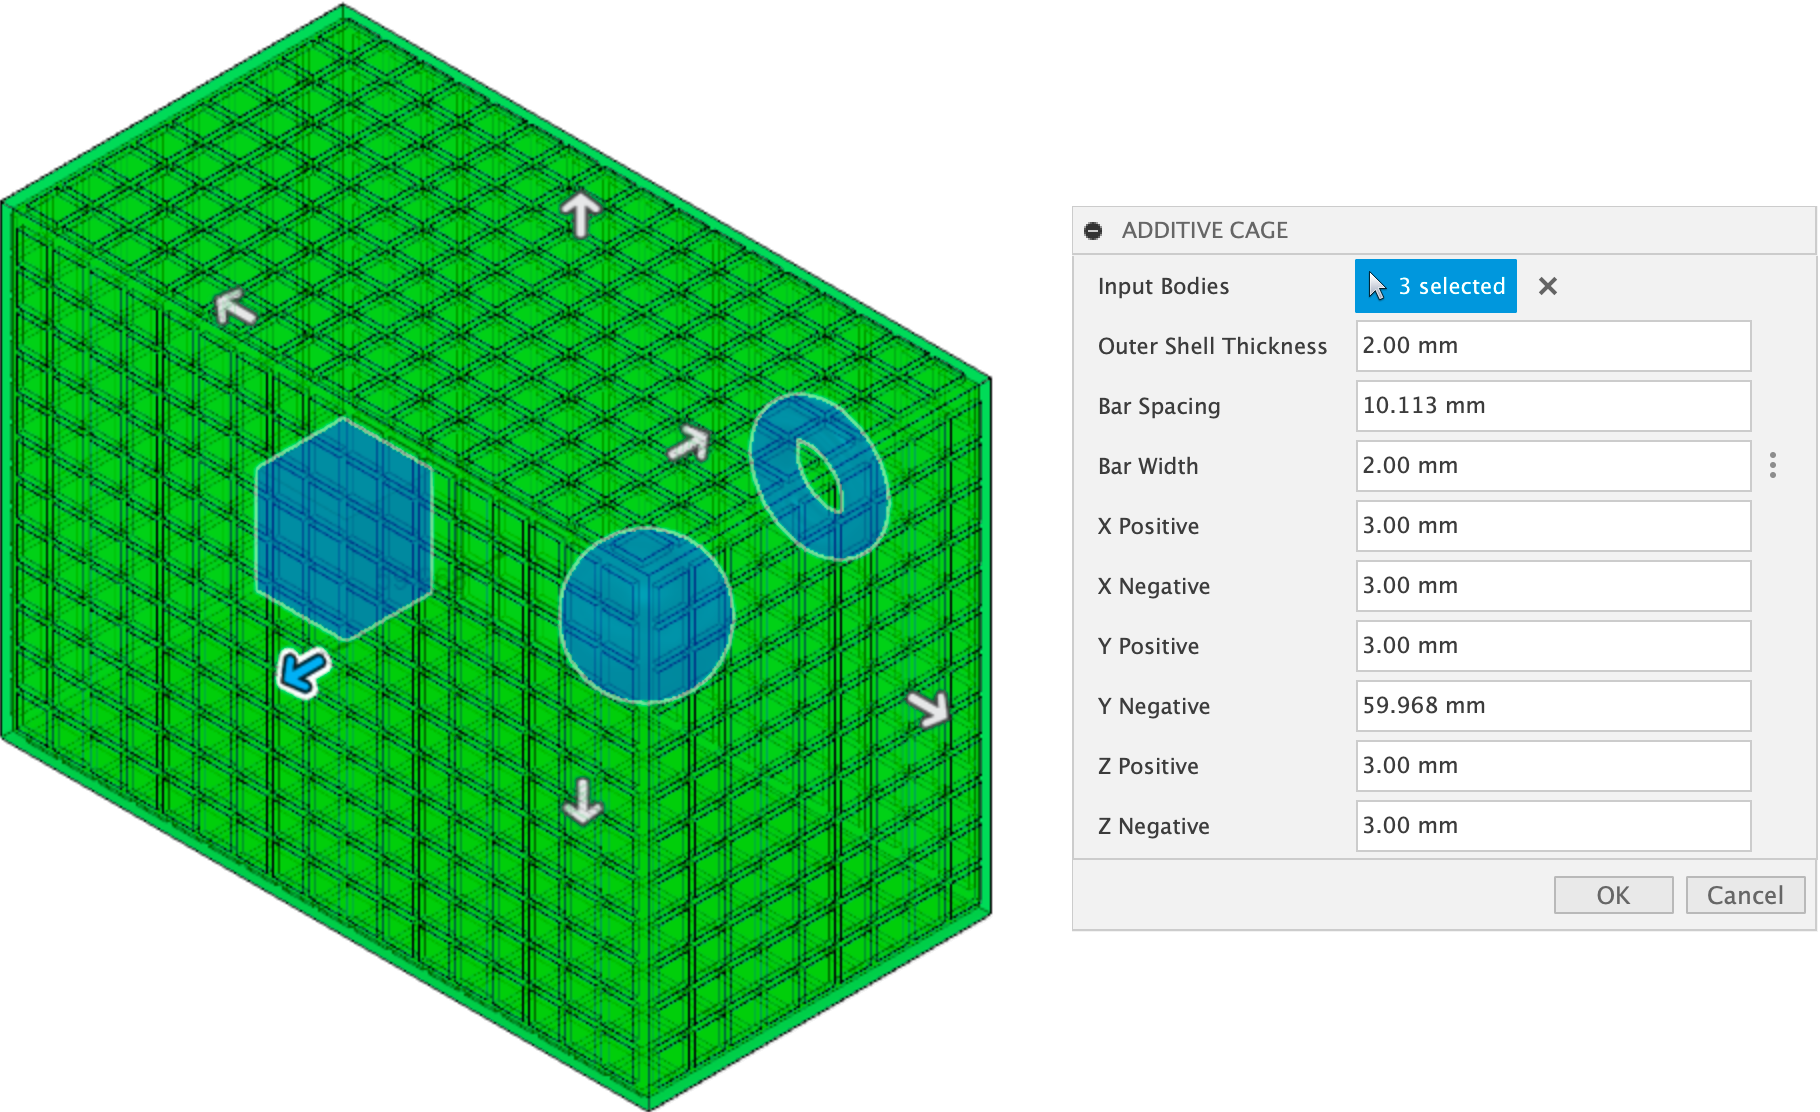 ADDITIVE CAGE
Input Bodies 3 selected
Outer Shell Thickness 2.00 mm
Bar Spacing 10.113 mm
Bar Width 2.00 mm
X Positive 3.00 mm
X Negative 3.00 mm
Y Positive 3.00 mm
Y Negative 59.968 mm
Z Positive 3.00 mm
Z Negative 3.00 mm
OK Cancel